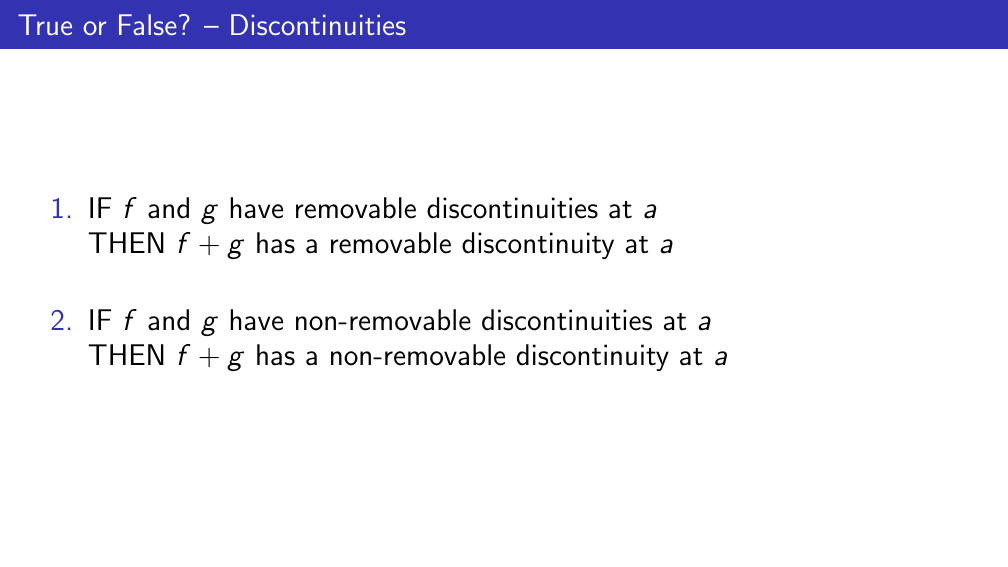 True or False? – Discontinuities
1. IF f and g have removable discontinuities at a
THEN f + g has a removable discontinuity at a
2. IF f and g have non-removable discontinuities at a
THEN f + g has a non-removable discontinuity at a